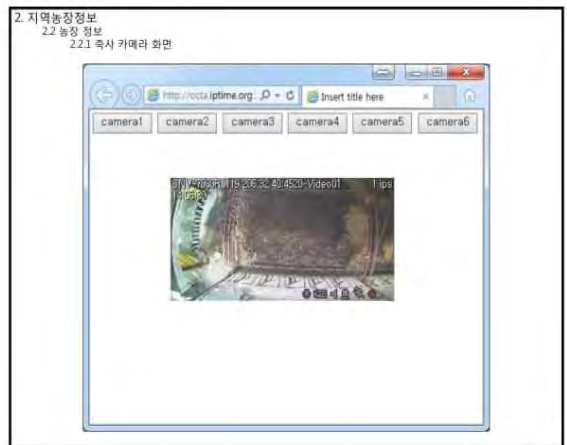 2. 지역농장정보
2.2 농장 정보
2.2.1 축사 카메라 화면
http://octa.iptime.org
Insert title here
camera1 camera2 camera3 camera4 camera5 camera6